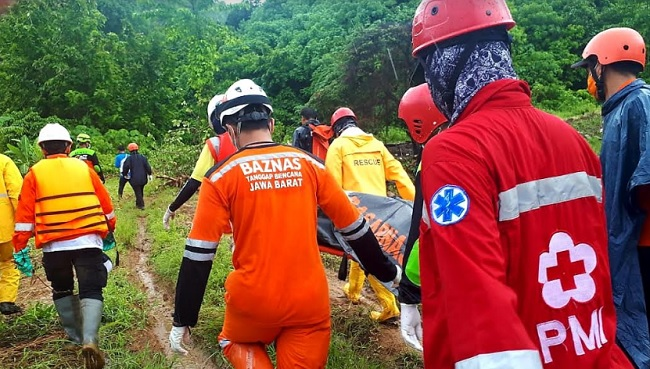 RESCUE
BAZNAS
TANGGAP BENCANA
JAWA BARAT
PMI